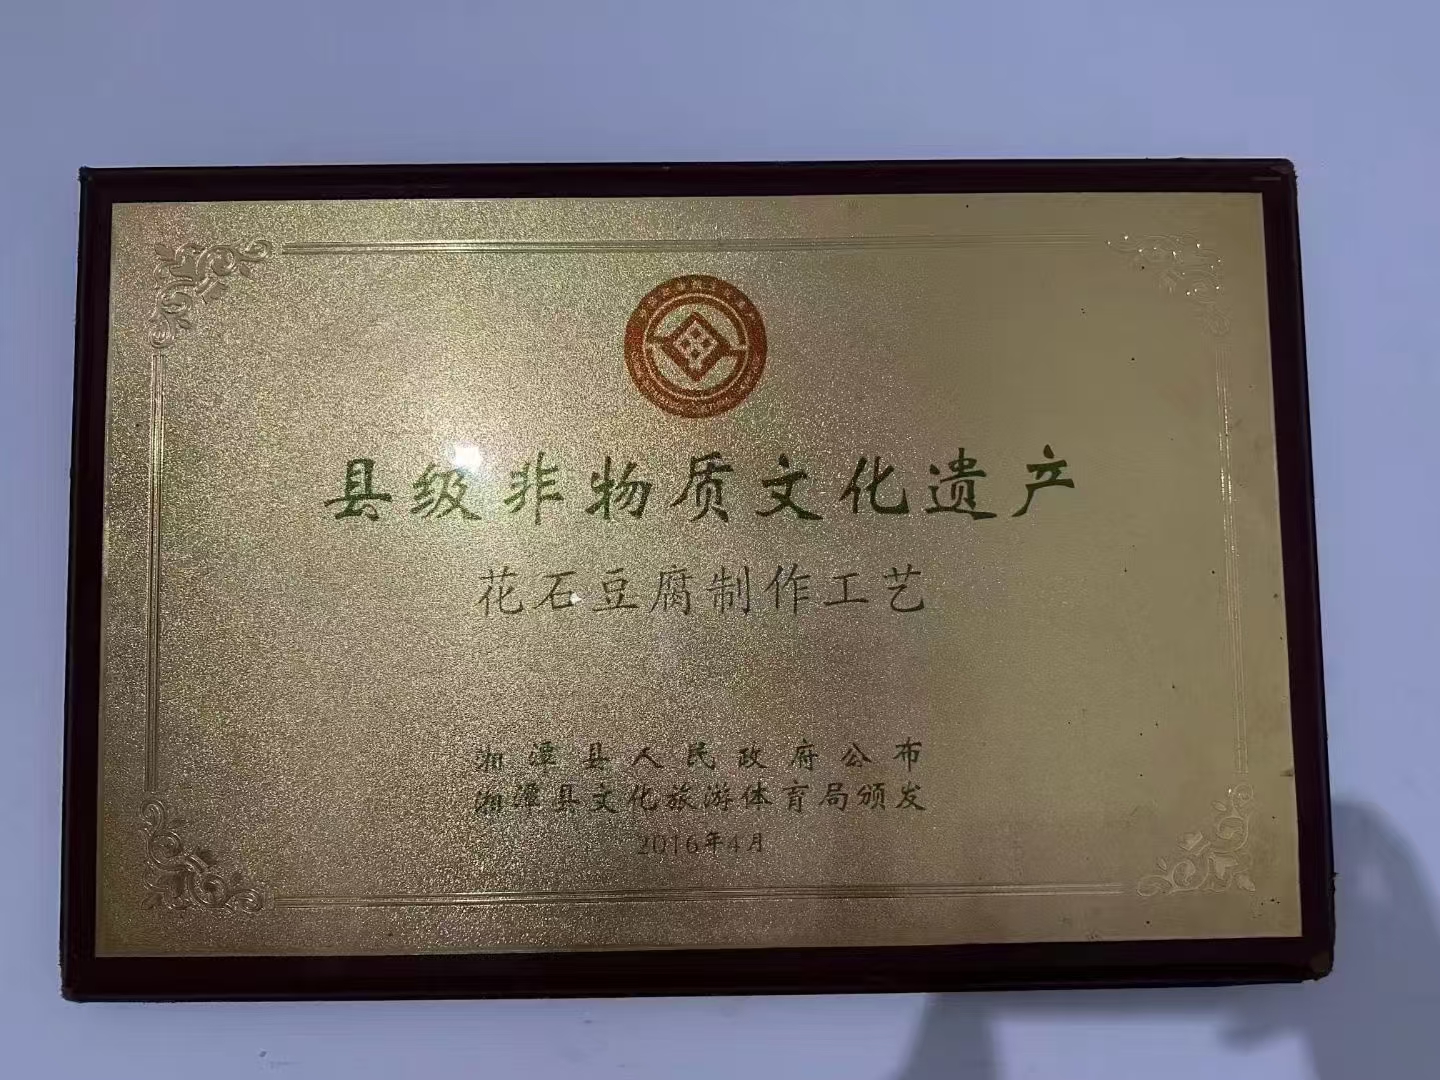 县级非物质文化遗产
花石豆腐制作工艺
湘潭县人民政府公布
湘潭县文化旅游体育局颁发
2016年4月